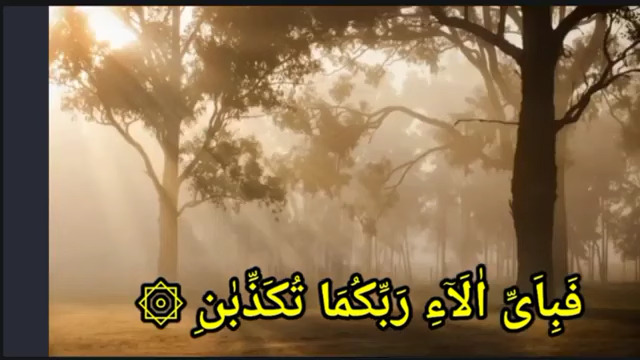 فَبِاَىِّ اٰلَآءِ رَبِّكُمَا تُكَذِّبٰنِ ۞